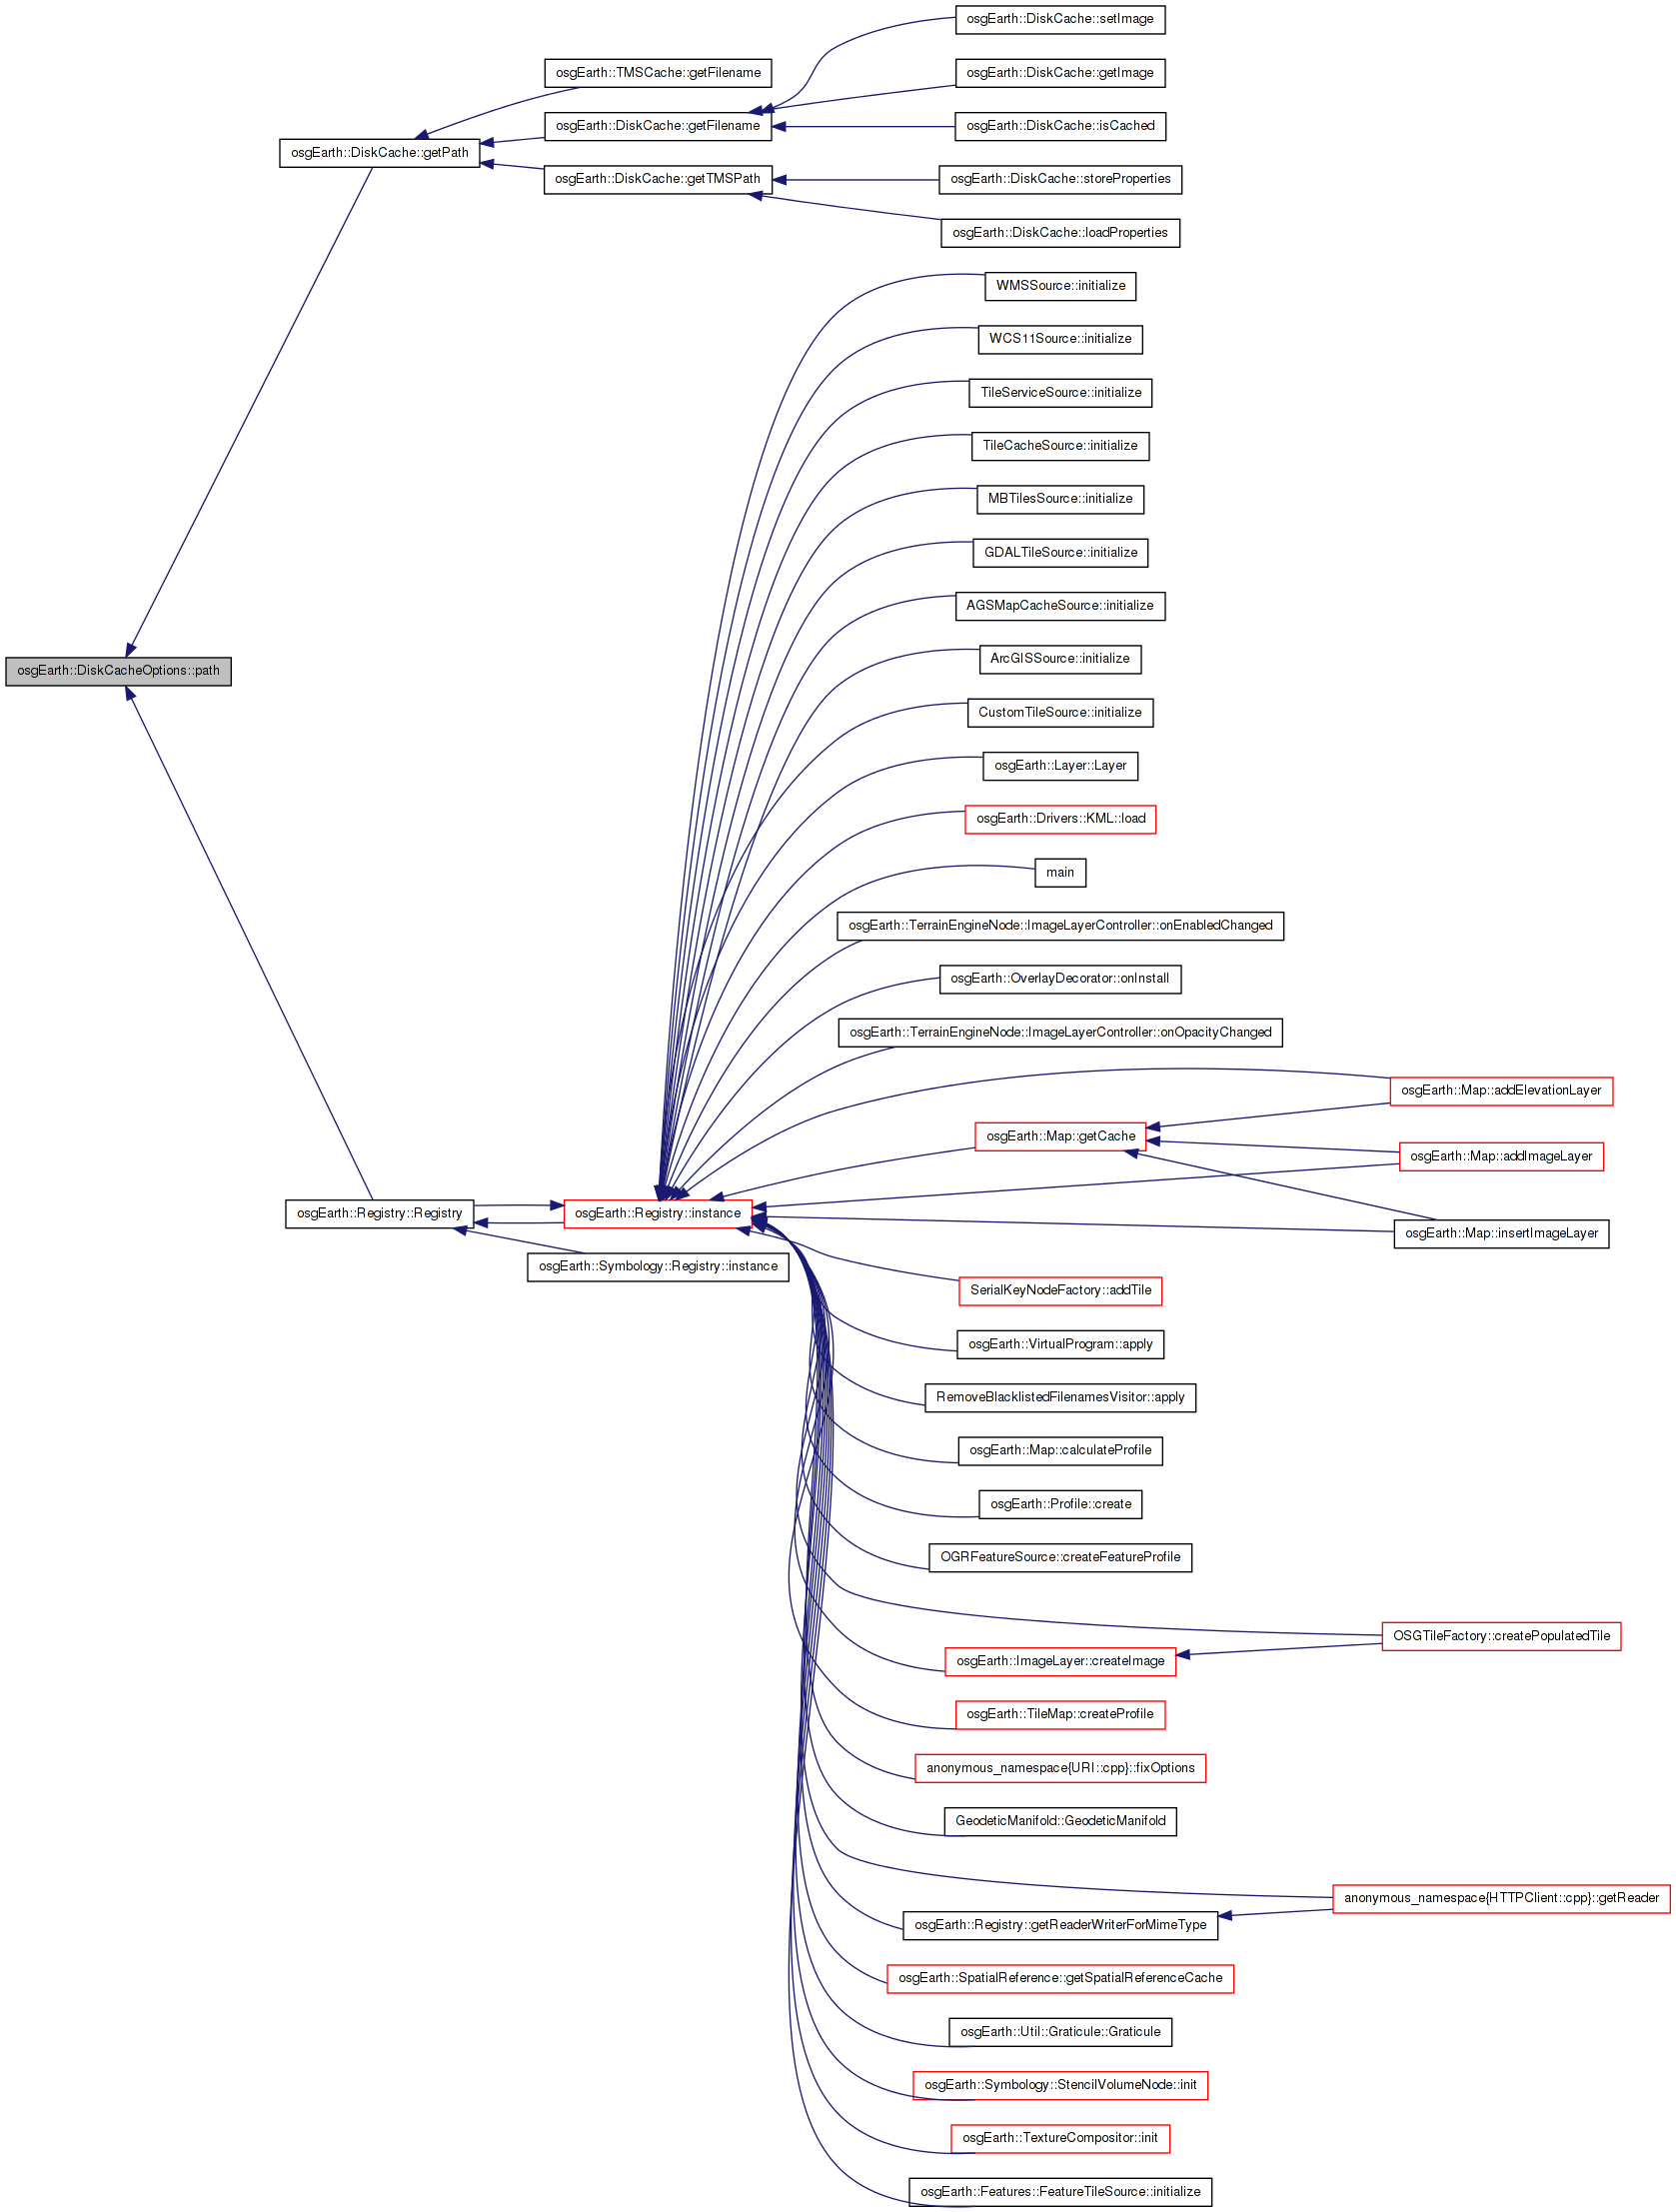 osgEarth::DiskCache::setImage
osgEarth::TMSCache::getFilename
osgEarth::DiskCache::getImage
osgEarth::DiskCache::getFilename
osgEarth::DiskCache::isCached
osgEarth::DiskCache::getPath
osgEarth::DiskCache::getTMSPath
osgEarth::DiskCache::storeProperties
osgEarth::DiskCache::loadProperties
WMSSource::initialize
WCS11Source::initialize
TileServiceSource::initialize
TileCacheSource::initialize
MBTilesSource::initialize
GDALTileSource::initialize
AGSMapCacheSource::initialize
ArcGISSource::initialize
osgEarth::DiskCacheOptions::path
CustomTileSource::initialize
osgEarth::Layer::Layer
osgEarth::Drivers::KML::load
main
osgEarth::TerrainEngineNode::ImageLayerController::onEnabledChanged
osgEarth::OverlayDecorator::onInstall
osgEarth::TerrainEngineNode::ImageLayerController::onOpacityChanged
osgEarth::Map::addElevationLayer
osgEarth::Map::getCache
osgEarth::Map::addImageLayer
osgEarth::Registry::Registry
osgEarth::Registry::instance
osgEarth::Map::insertImageLayer
osgEarth::Symbology::Registry::instance
SerialKeyNodeFactory::addTile
osgEarth::VirtualProgram::apply
RemoveBlacklistedFilenamesVisitor::apply
osgEarth::Map::calculateProfile
osgEarth::Profile::create
OGRFeatureSource::createFeatureProfile
OSGTileFactory::createPopulatedTile
osgEarth::ImageLayer::createImage
osgEarth::TileMap::createProfile
anonymous_namespace{URI::cpp}::fixOptions
GeodeticManifold::GeodeticManifold
anonymous_namespace{HTTPClient::cpp}::getReader
osgEarth::Registry::getReaderWriterForMimeType
osgEarth::SpatialReference::getSpatialReferenceCache
osgEarth::Util::Graticule::Graticule
osgEarth::Symbology::StencilVolumeNode::init
osgEarth::TextureCompositor::init
osgEarth::Features::FeatureTileSource::initialize